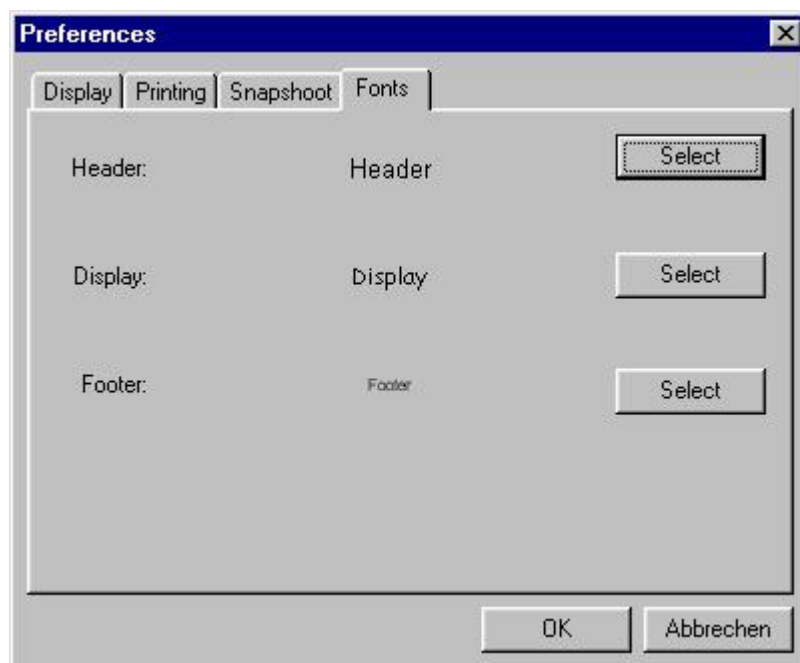 Preferences
Display Printing Snapshoot Fonts
Header: Header Select
Display: Display Select
Footer: Footer Select
OK Abbrechen